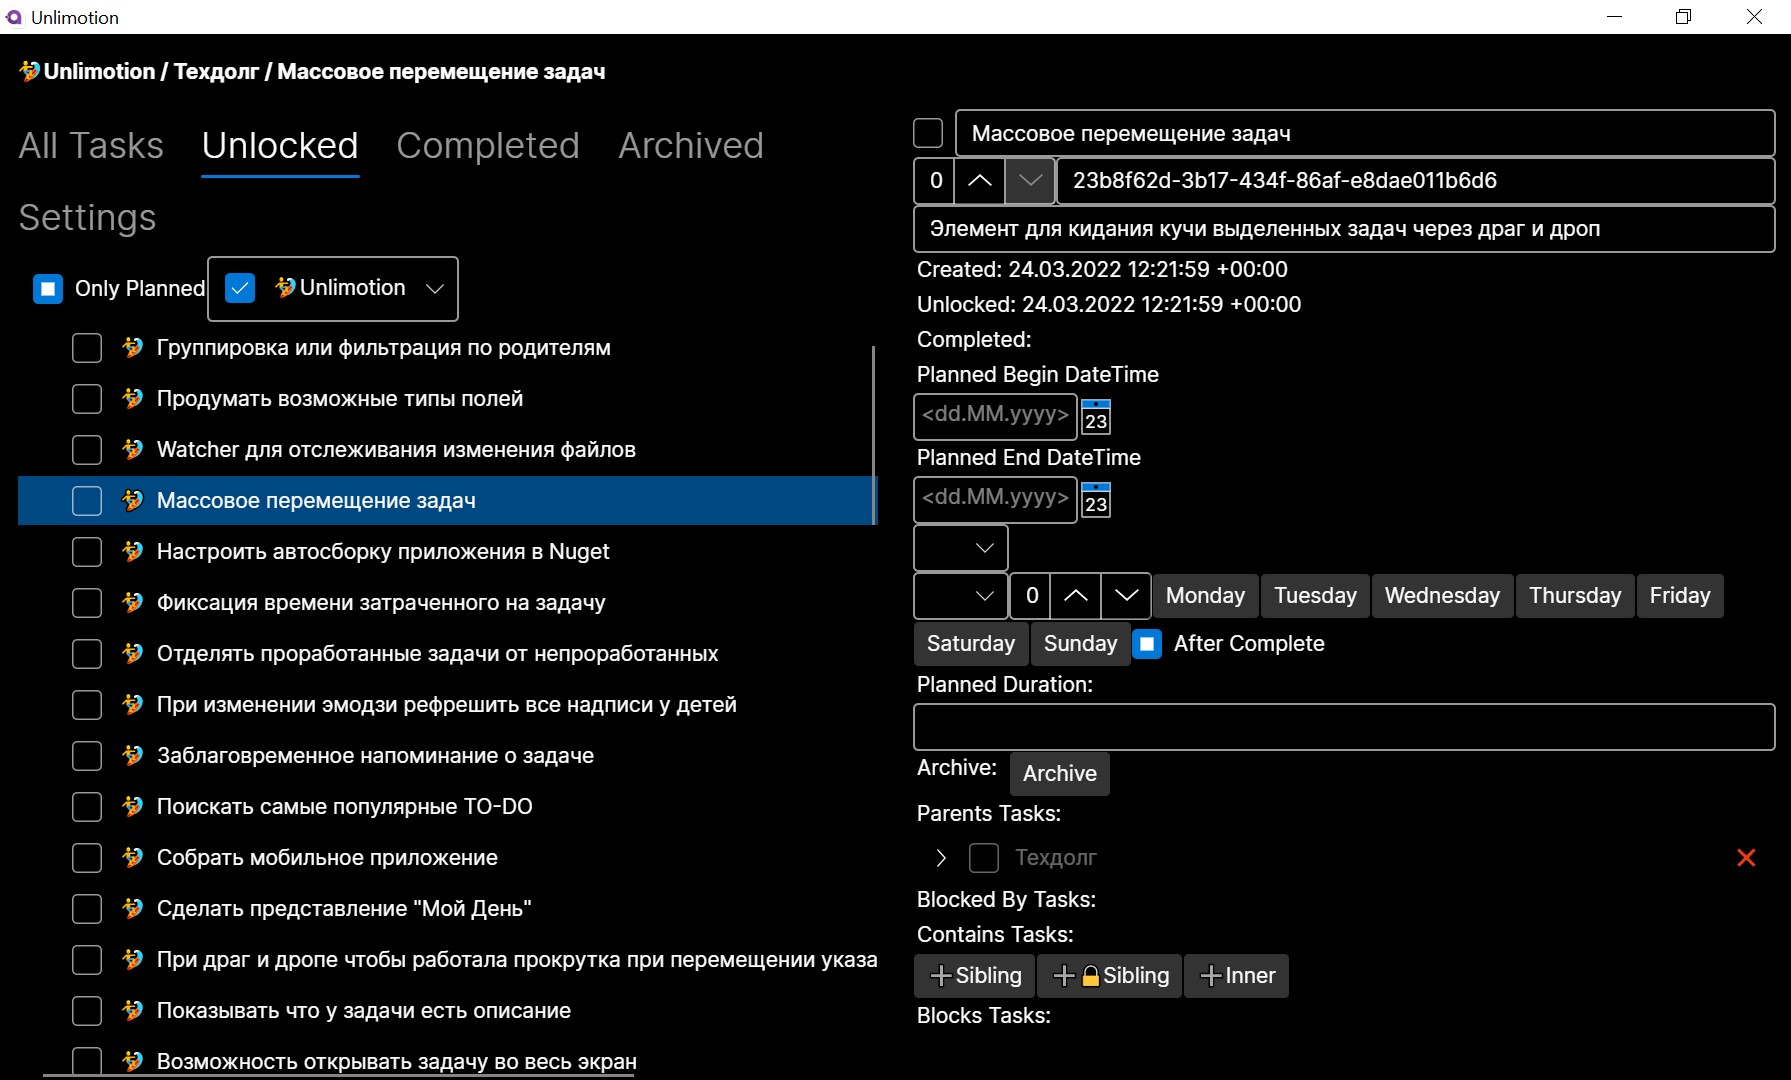 Unlimotion
Unlimotion / Техдолг / Массовое перемещение задач
All Tasks Unlocked Completed Archived
Settings
Only Planned Unlimotion
Группировка или фильтрация по родителям
Продумать возможные типы полей
Watcher для отслеживания изменения файлов
Массовое перемещение задач
Настроить автосборку приложения в Nuget
Фиксация времени затраченного на задачу
Отделять проработанные задачи от непроработанных
При изменении эмодзи рефрешить все надписи у детей
Заблаговременное напоминание о задаче
Поискать самые популярные TO-DO
Собрать мобильное приложение
Сделать представление "Мой День"
При драг и дропе чтобы работала прокрутка при перемещении указа
Показывать что у задачи есть описание
Возможность открывать задачу во весь экран
Массовое перемещение задач
0 23b8f62d-3b17-434f-86af-e8dae011b6d6
Элемент для кидания кучи выделенных задач через драг и дроп
Created: 24.03.2022 12:21:59 +00:00
Unlocked: 24.03.2022 12:21:59 +00:00
Completed:
Planned Begin DateTime
<dd.MM.yyyy> 23
Planned End DateTime
<dd.MM.yyyy> 23
0 Monday Tuesday Wednesday Thursday Friday
Saturday Sunday After Complete
Planned Duration:
Archive: Archive
Parents Tasks:
Техдолг
Blocked By Tasks:
Contains Tasks:
+Sibling +🔒Sibling +Inner
Blocks Tasks: